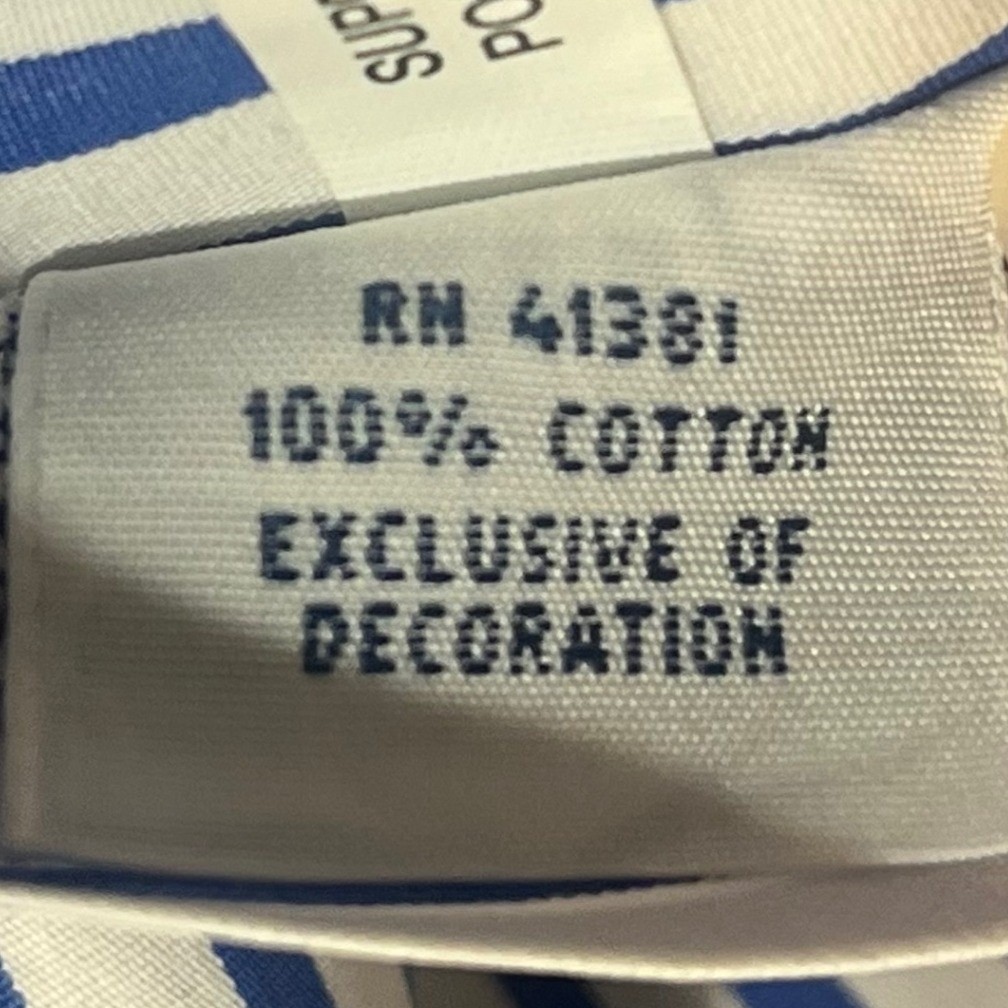 RN 41381
100% COTTON
EXCLUSIVE OF
DECORATION